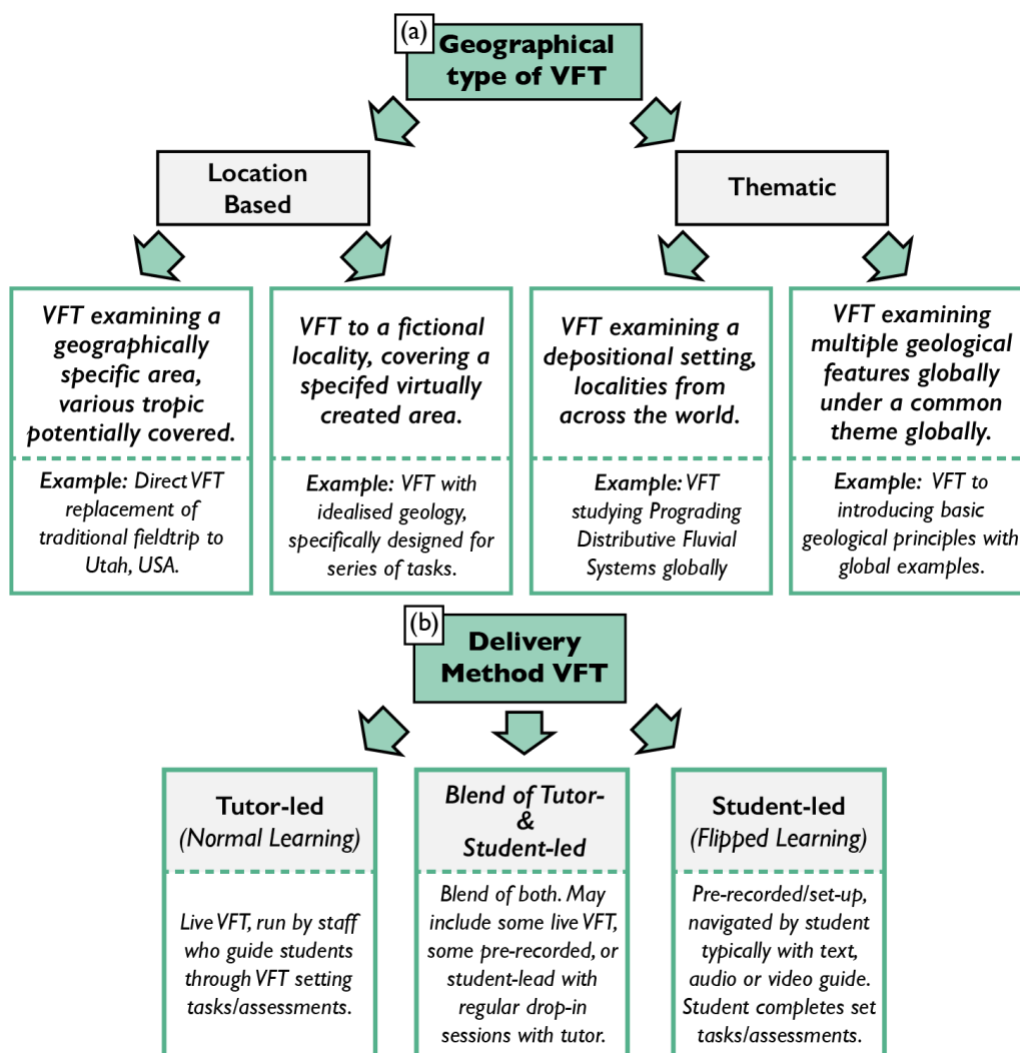 (a)
Geographical
type of VFT
Location
Based
Thematic
VFT examining a
geographically
specific area,
various tropic
potentially covered.
Example: Direct VFT
replacement of
traditional fieldtrip to
Utah, USA.
VFT to a fictional
locality, covering a
specifed virtually
created area.
Example: VFT with
idealised geology,
specifically designed for
series of tasks.
VFT examining a
depositional setting,
localities from
across the world.
Example: VFT
studying Prograding
Distributive Fluvial
Systems globally
VFT examining
multiple geological
features globally
under a common
theme globally.
Example: VFT to
introducing basic
geological principles with
global examples.
(b)
Delivery
Method VFT
Tutor-led
(Normal Learning)
Live VFT, run by staff
who guide students
through VFT setting
tasks/assessments.
Blend of Tutor-
&
Student-led
Blend of both. May
include some live VFT,
some pre-recorded, or
student-lead with
regular drop-in
sessions with tutor.
Student-led
(Flipped Learning)
Pre-recorded/set-up,
navigated by student
typically with text,
audio or video guide.
Student completes set
tasks/assessments.